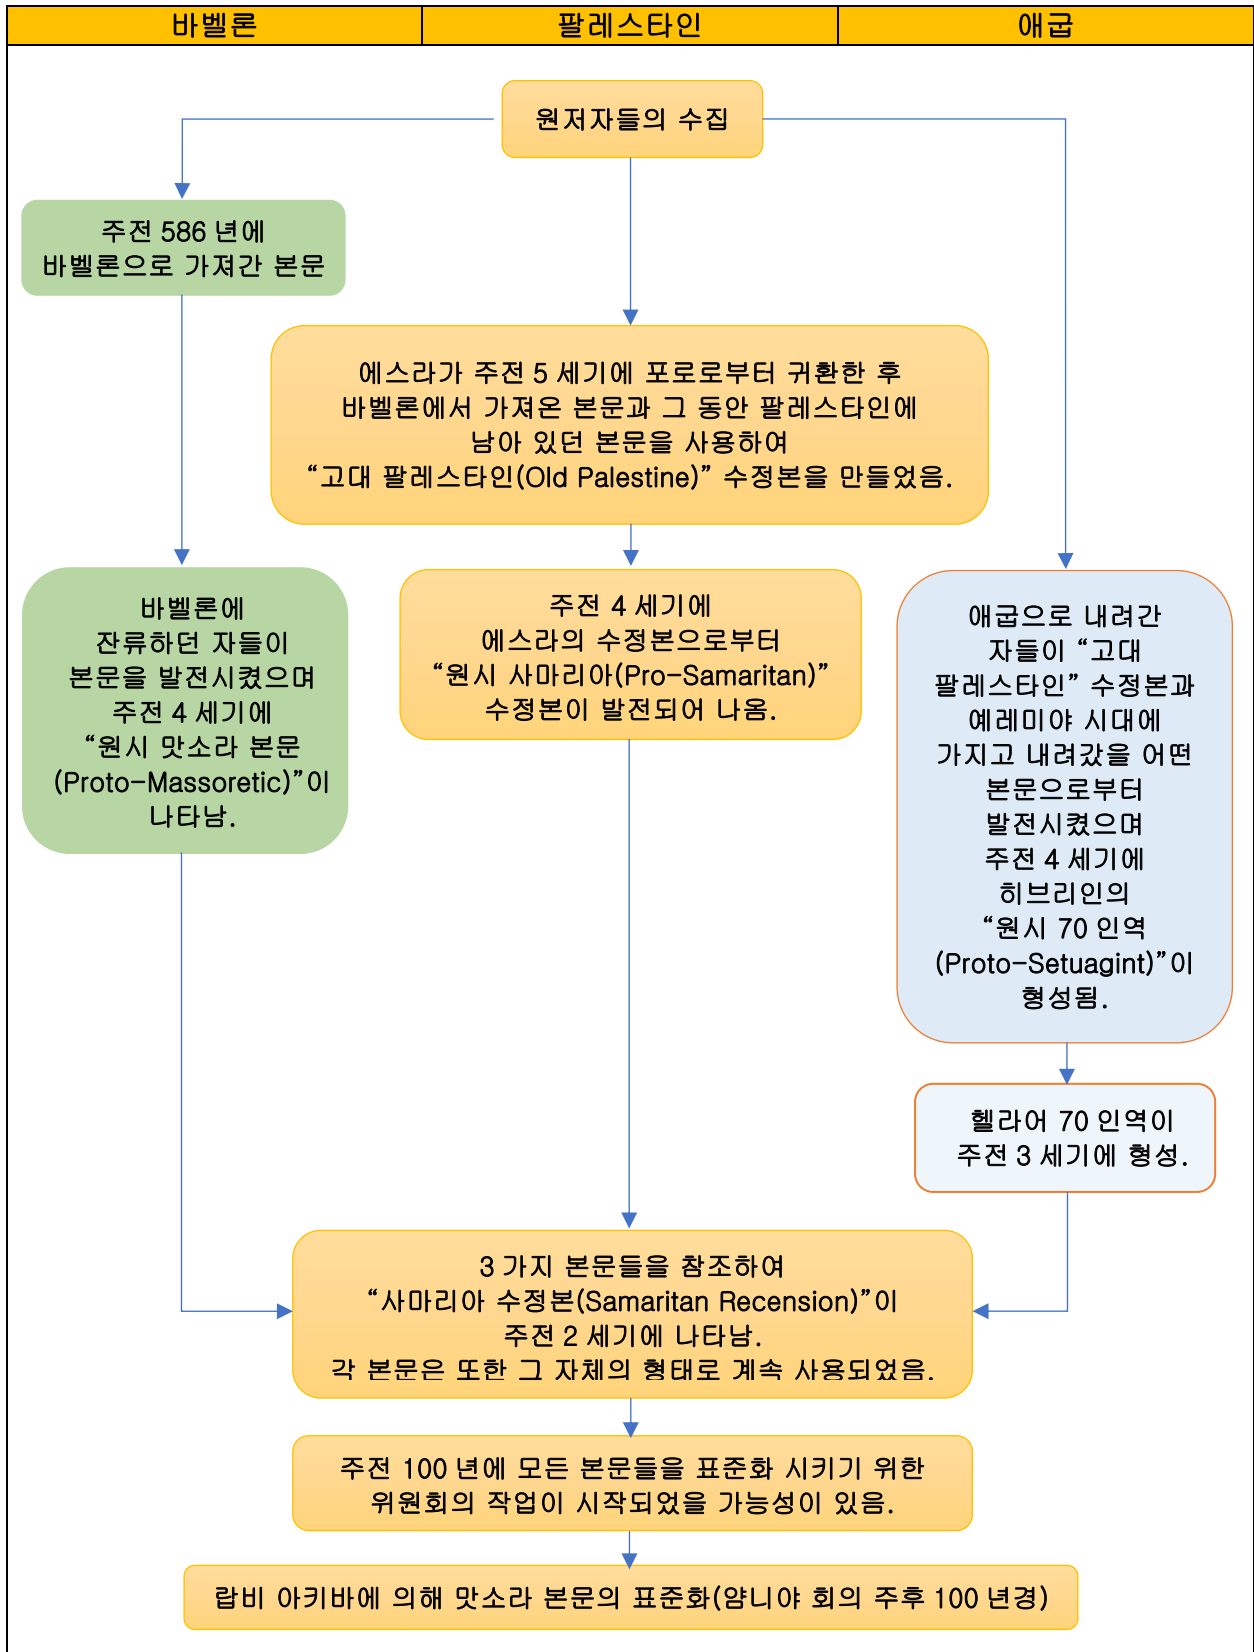 바벨론
팔레스타인
애굽
원저자들의 수집
주전 586 년에
바벨론으로 가져간 본문
에스라가 주전 5 세기에 포로로부터 귀환한 후
바벨론에서 가져온 본문과 그 동안 팔레스타인에
남아 있던 본문을 사용하여
“고대 팔레스타인(Old Palestine)” 수정본을 만들었음.
바벨론에
잔류하던 자들이
본문을 발전시켰으며
주전 4 세기에
“원시 맛소라 본문
(Proto-Massoretic)”이
나타남.
주전 4 세기에
에스라의 수정본으로부터
“원시 사마리아(Pro-Samaritan)”
수정본이 발전되어 나옴.
애굽으로 내려간
자들이 “고대
팔레스타인” 수정본과
예레미야 시대에
가지고 내려갔을 어떤
본문으로부터
발전시켰으며
주전 4 세기에
히브리인의
“원시 70 인역
(Proto-Setuagint)”이
형성됨.
헬라어 70 인역이
주전 3 세기에 형성.
3 가지 본문들을 참조하여
“사마리아 수정본(Samaritan Recension)”이
주전 2 세기에 나타남.
각 본문은 또한 그 자체의 형태로 계속 사용되었음.
주전 100 년에 모든 본문들을 표준화 시키기 위한
위원회의 작업이 시작되었을 가능성이 있음.
랍비 아키바에 의해 맛소라 본문의 표준화(얌니야 회의 주후 100 년경)